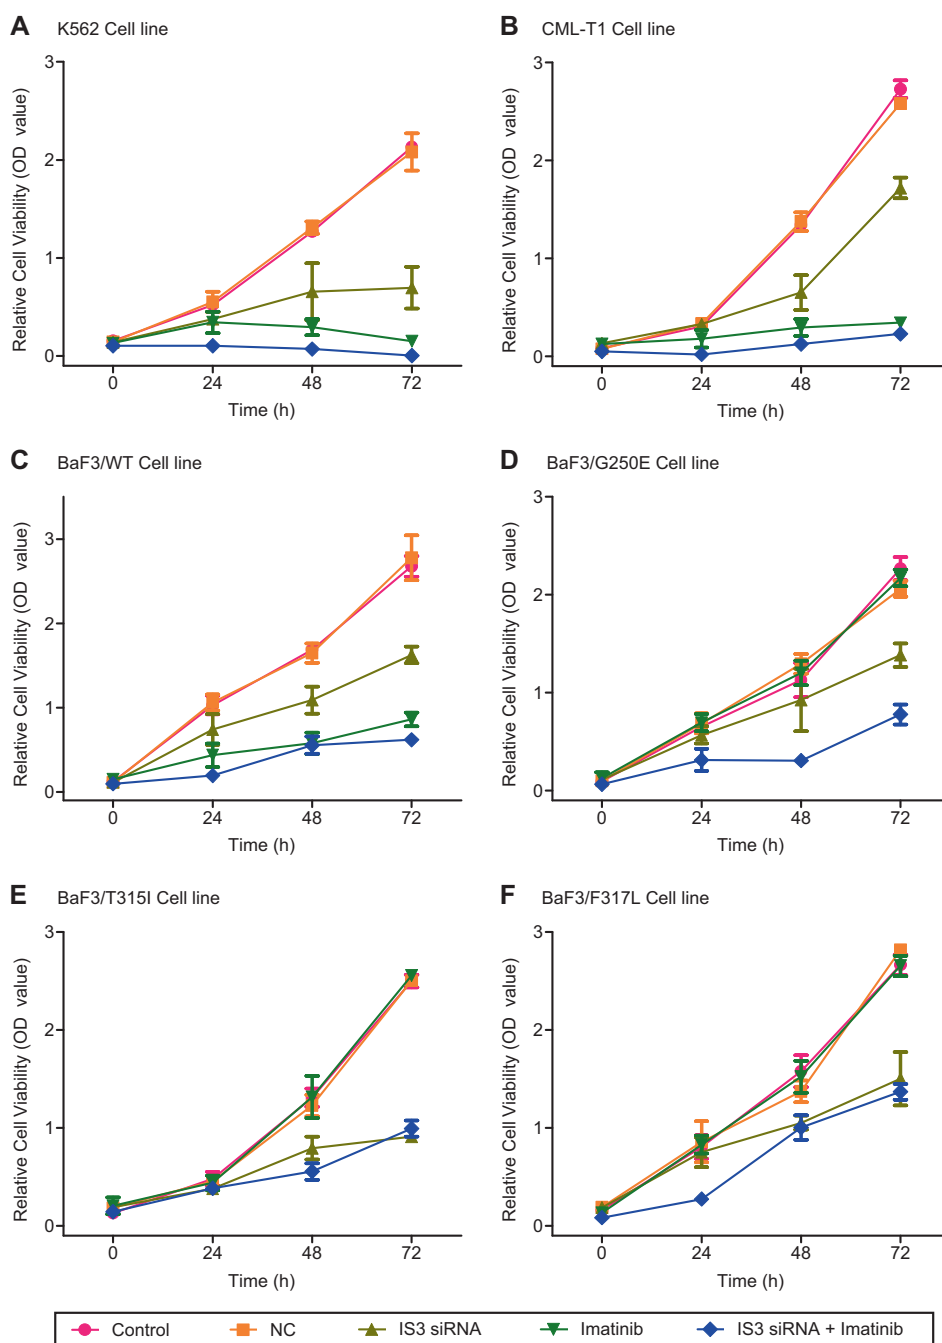 A K562 Cell line
Relative Cell Viability (OD value)
3
2
1
0
0 24 48 72
Time (h)
B CML-T1 Cell line
Relative Cell Viability (OD value)
3
2
1
0
0 24 48 72
Time (h)
C BaF3/WT Cell line
Relative Cell Viability (OD value)
3
2
1
0
0 24 48 72
Time (h)
D BaF3/G250E Cell line
Relative Cell Viability (OD value)
3
2
1
0
0 24 48 72
Time (h)
E BaF3/T315I Cell line
Relative Cell Viability (OD value)
3
2
1
0
0 24 48 72
Time (h)
F BaF3/F317L Cell line
Relative Cell Viability (OD value)
3
2
1
0
0 24 48 72
Time (h)
Control NC IS3 siRNA Imatinib IS3 siRNA + Imatinib